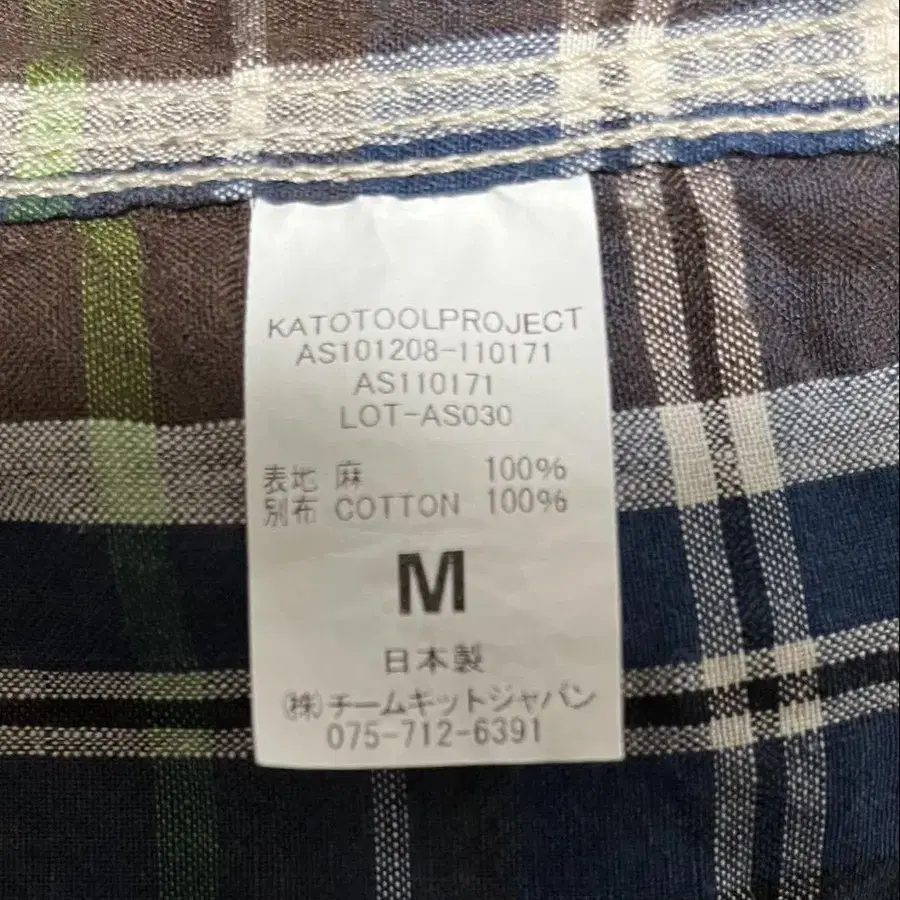 KATOTOOLPROJECT
AS101208-110171
AS110171
LOT-AS030
表地 麻 100%
別布 COTTON 100%
M
日本製
㈱チームキットジャパン
075-712-6391